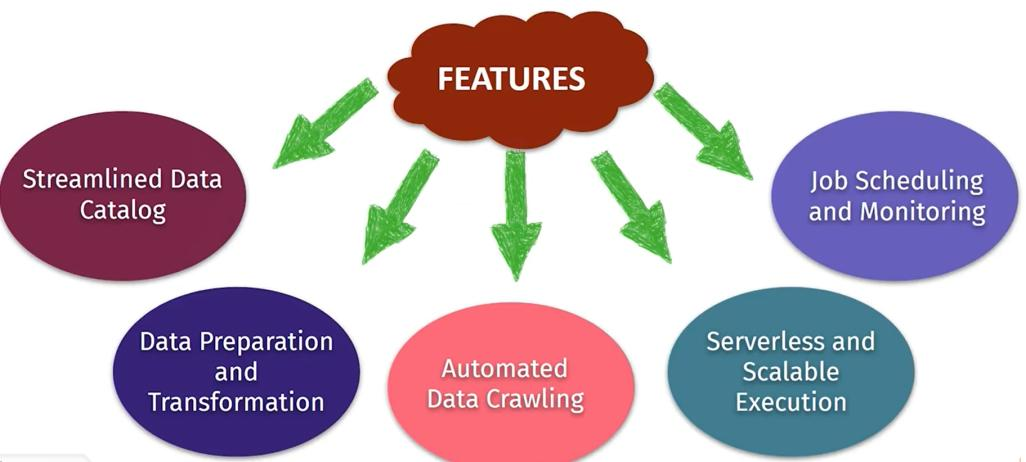 FEATURES
Streamlined Data
Catalog
Data Preparation
and
Transformation
Automated
Data Crawling
Serverless and
Scalable
Execution
Job Scheduling
and Monitoring